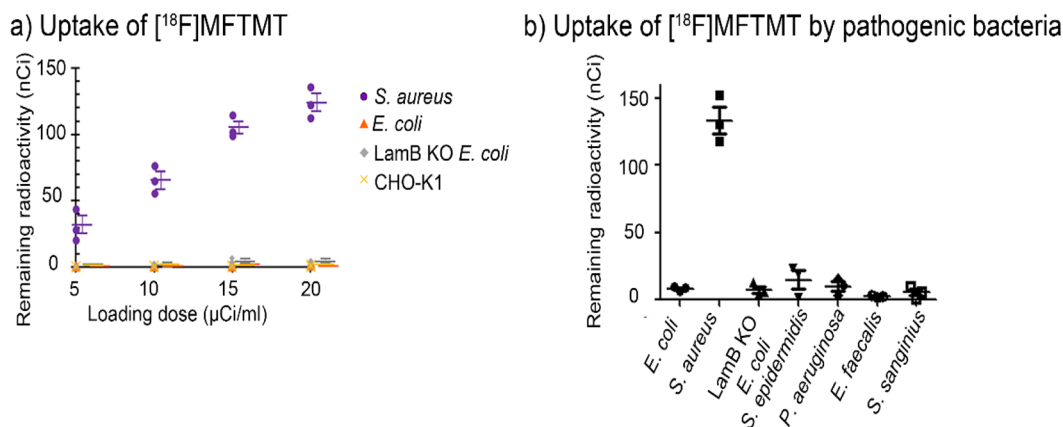 a) Uptake of [¹⁸F]MFTMT
Remaining radioactivity (nCi)
150
100
50
0
5
10
15
20
Loading dose (µCi/ml)
S. aureus
E. coli
LamB KO E. coli
CHO-K1
b) Uptake of [¹⁸F]MFTMT by pathogenic bacteria
Remaining radioactivity (nCi)
150
100
50
0
E. coli
S. aureus
LamB KO
E. coli
S. epidermidis
P. aeruginosa
E. faecalis
S. sanginius